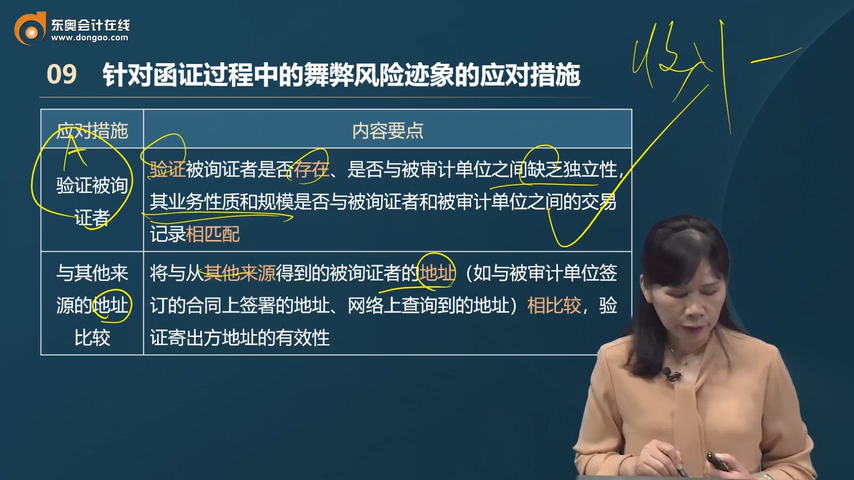 东奥会计在线
www.dongao.com
09 针对函证过程中的舞弊风险迹象的应对措施
应对措施
内容要点
验证被询
证者
验证被询证者是否存在、是否与被审计单位之间缺乏独立性，
其业务性质和规模是否与被询证者和被审计单位之间的交易
记录相匹配
与其他来
源的地址
比较
将与从其他来源得到的被询证者的地址（如与被审计单位签
订的合同上签署的地址、网络上查询到的地址）相比较，验
证寄出方地址的有效性